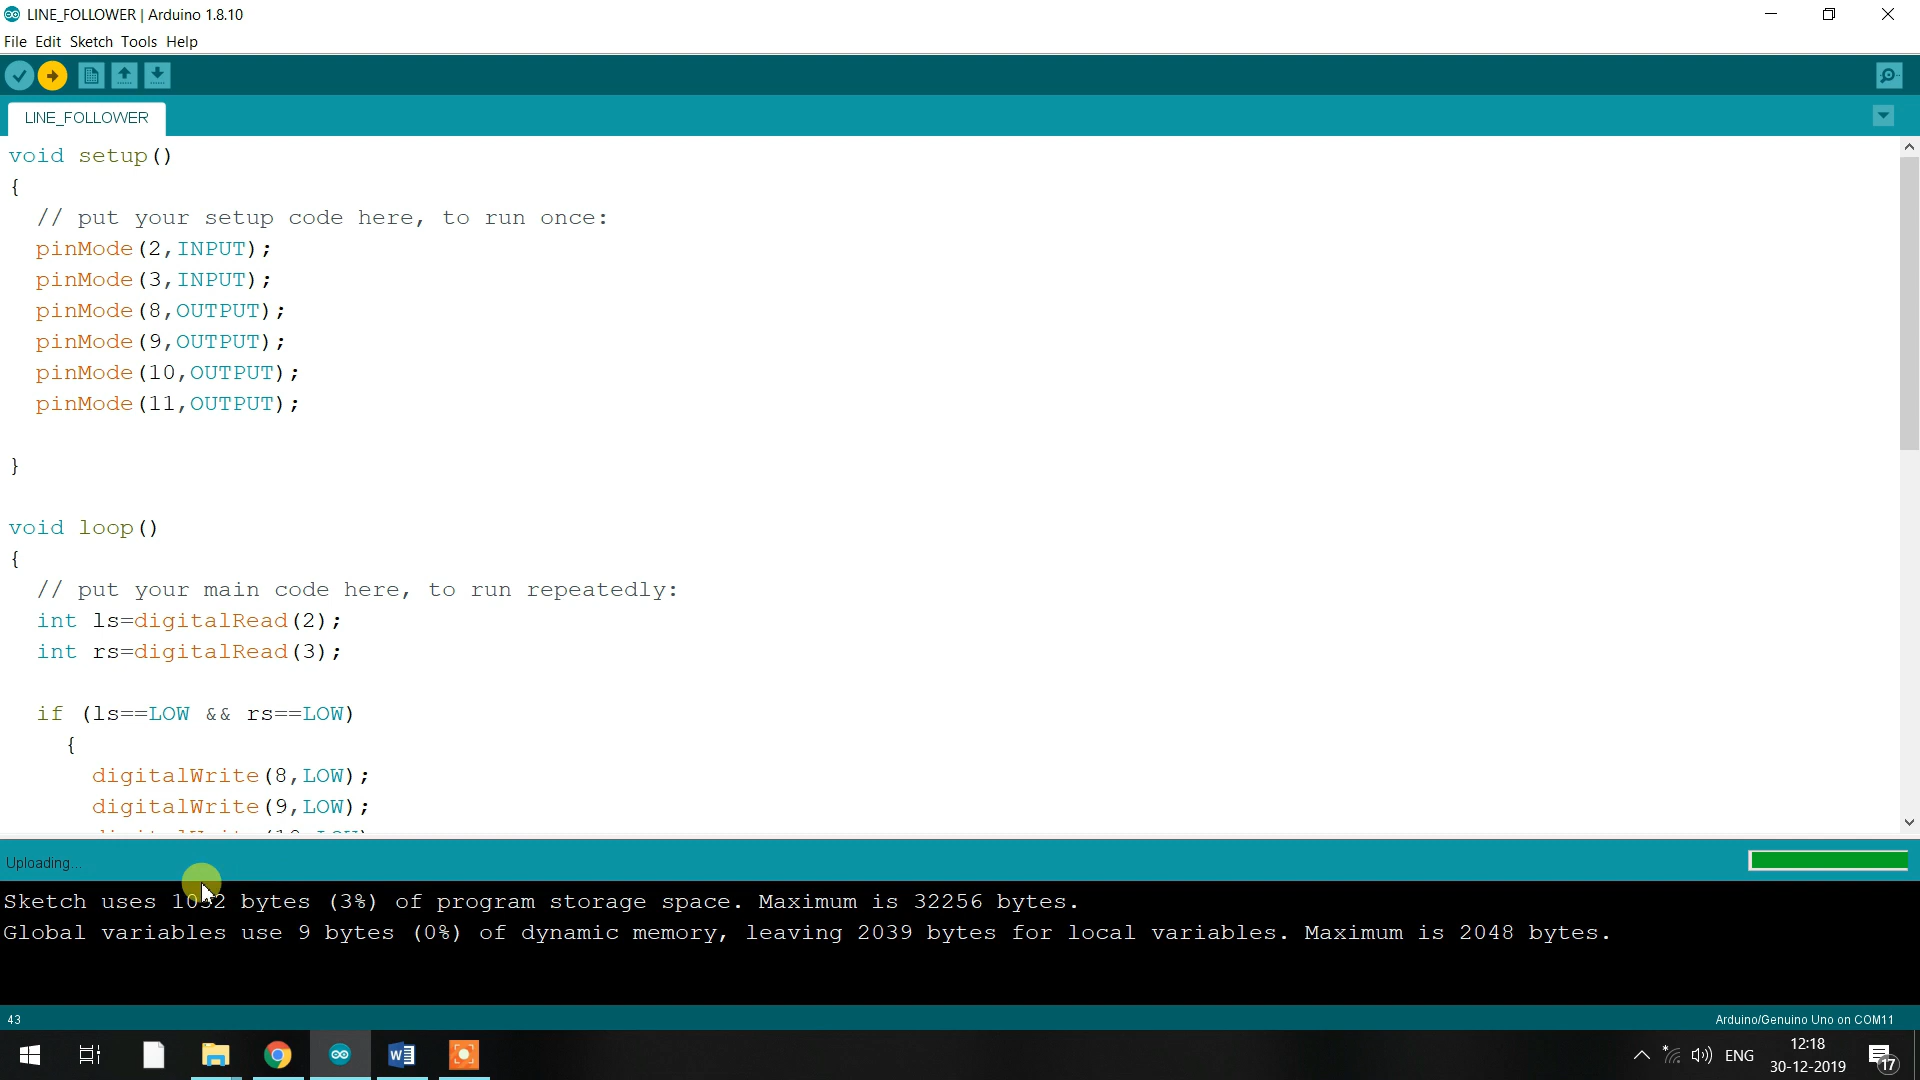 LINE_FOLLOWER | Arduino 1.8.10
File Edit Sketch Tools Help
LINE_FOLLOWER
void setup()
{
// put your setup code here, to run once:
pinMode(2,INPUT);
pinMode(3,INPUT);
pinMode(8,OUTPUT);
pinMode(9,OUTPUT);
pinMode(10,OUTPUT);
pinMode(11,OUTPUT);
}
void loop()
{
// put your main code here, to run repeatedly:
int ls=digitalRead(2);
int rs=digitalRead(3);
if (ls==LOW && rs==LOW)
{
digitalWrite(8,LOW);
digitalWrite(9,LOW);
Uploading...
Sketch uses bytes (3%) of program storage space. Maximum is 32256 bytes.
Global variables use 9 bytes (0%) of dynamic memory, leaving 2039 bytes for local variables. Maximum is 2048 bytes.
43
Arduino/Genuino Uno on COM11
ENG
12:18
30-12-2019
17